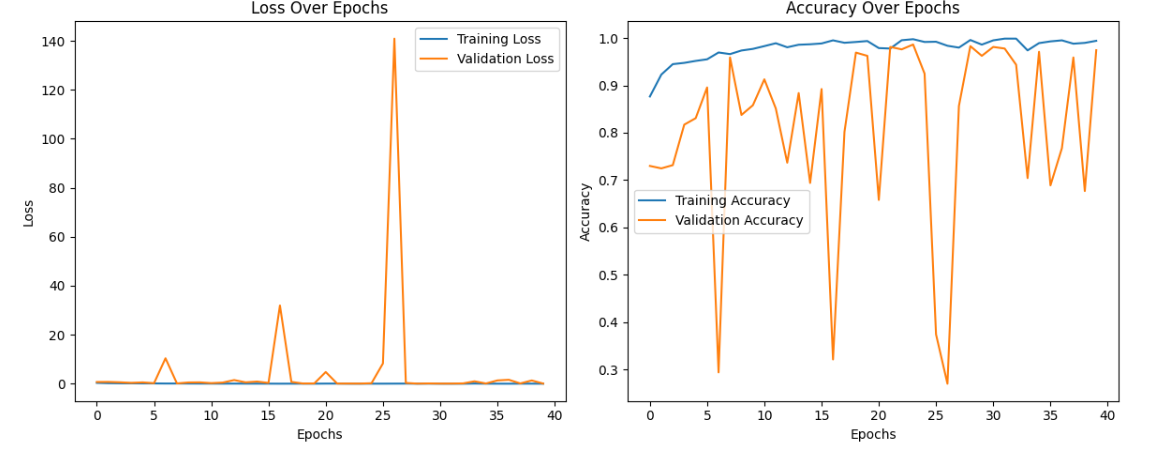 Loss Over Epochs
140
120
100
80
60
40
20
0
Loss
Training Loss
Validation Loss
0 5 10 15 20 25 30 35 40
Epochs
Accuracy Over Epochs
1.0
0.9
0.8
0.7
0.6
0.5
0.4
0.3
Accuracy
Training Accuracy
Validation Accuracy
0 5 10 15 20 25 30 35 40
Epochs